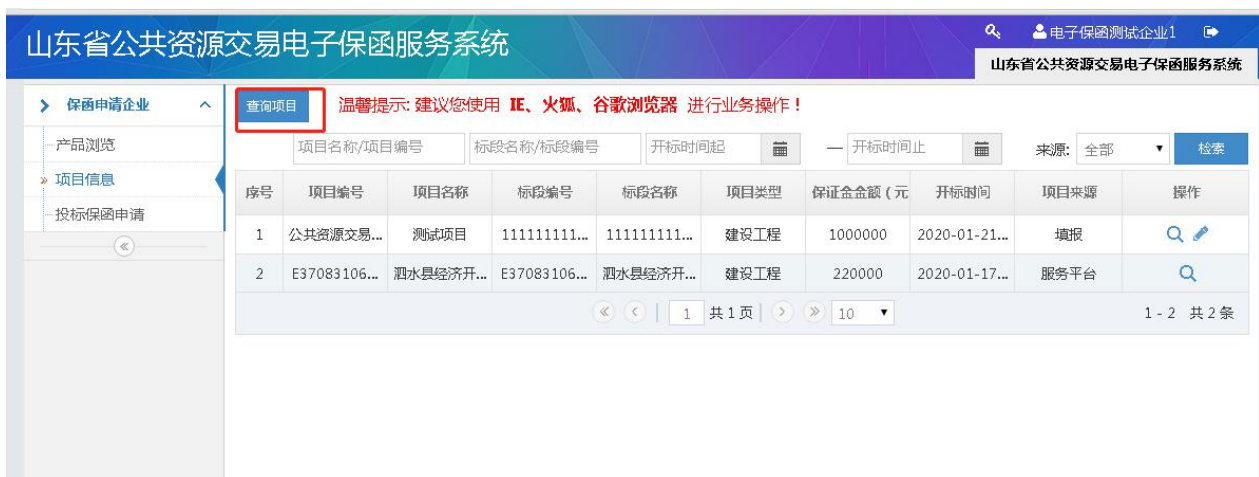 山东省公共资源交易电子保函服务系统
电子保函测试企业1
山东省公共资源交易电子保函服务系统
保函申请企业
产品浏览
项目信息
投标保函申请
查询项目 温馨提示: 建议您使用 IE、火狐、谷歌浏览器 进行业务操作！
项目名称/项目编号 标段名称/标段编号 开标时间起 — 开标时间止 来源: 全部 检索
序号 项目编号 项目名称 标段编号 标段名称 项目类型 保证金金额 ( 元 开标时间 项目来源 操作
1 公共资源交易... 测试项目 111111111... 111111111... 建设工程 1000000 2020-01-21... 填报
2 E37083106... 泗水县经济开... E37083106... 泗水县经济开... 建设工程 220000 2020-01-17... 服务平台
1 共 1 页 10 1 - 2 共 2 条